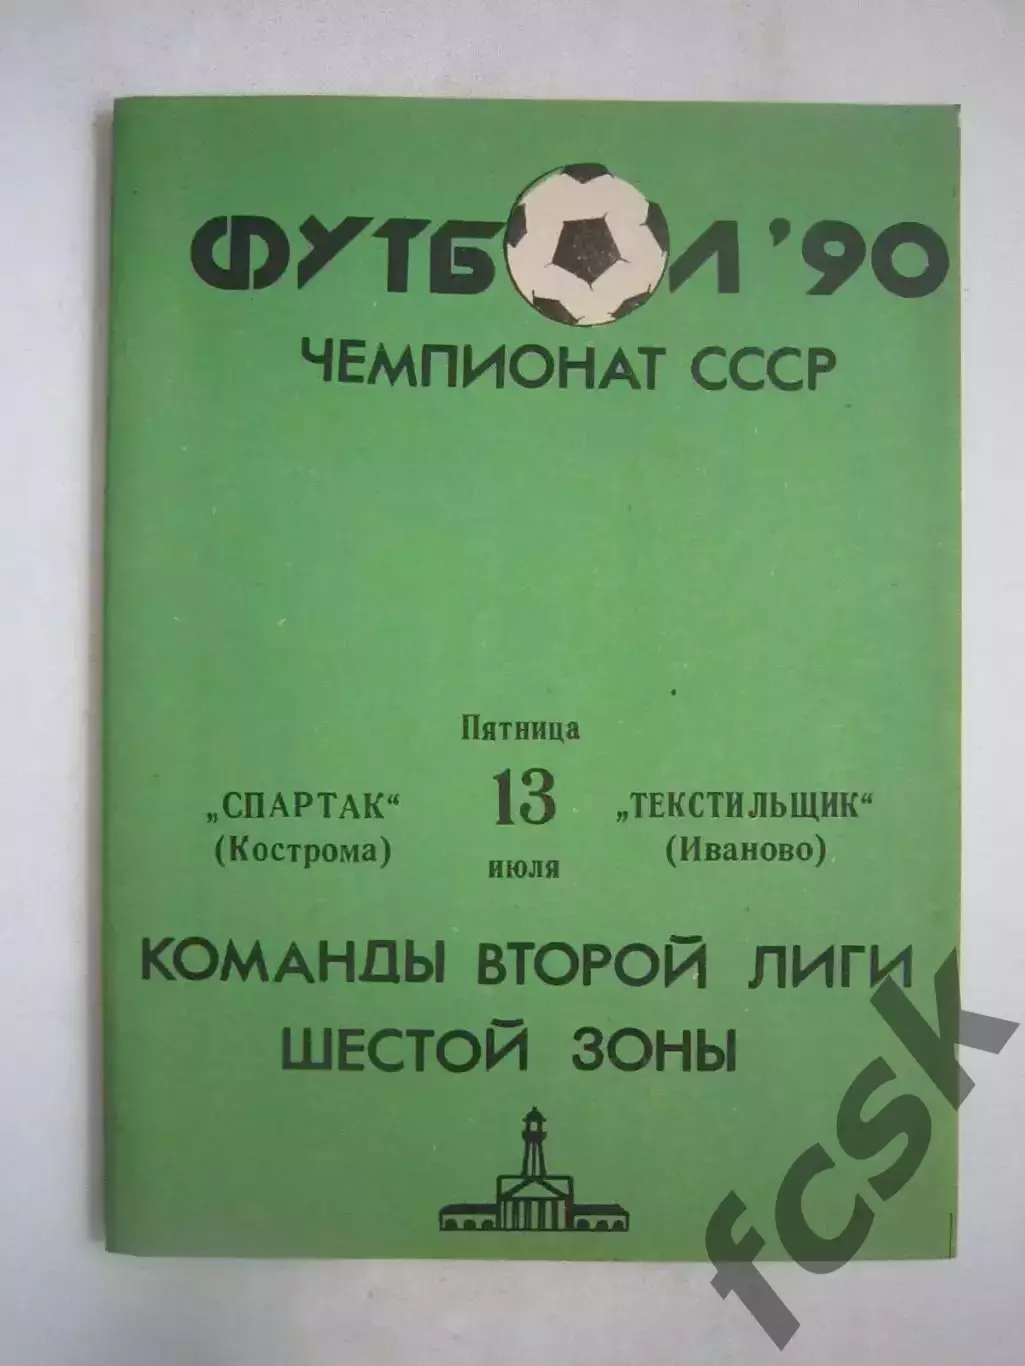 ФУТБОЛ '90
ЧЕМПИОНАТ СССР
Пятница
„СПАРТАК“ 13 „ТЕКСТИЛЬЩИК“
(Кострома) июля (Иваново)
КОМАНДЫ ВТОРОЙ ЛИГИ
ШЕСТОЙ ЗОНЫ
fcsk